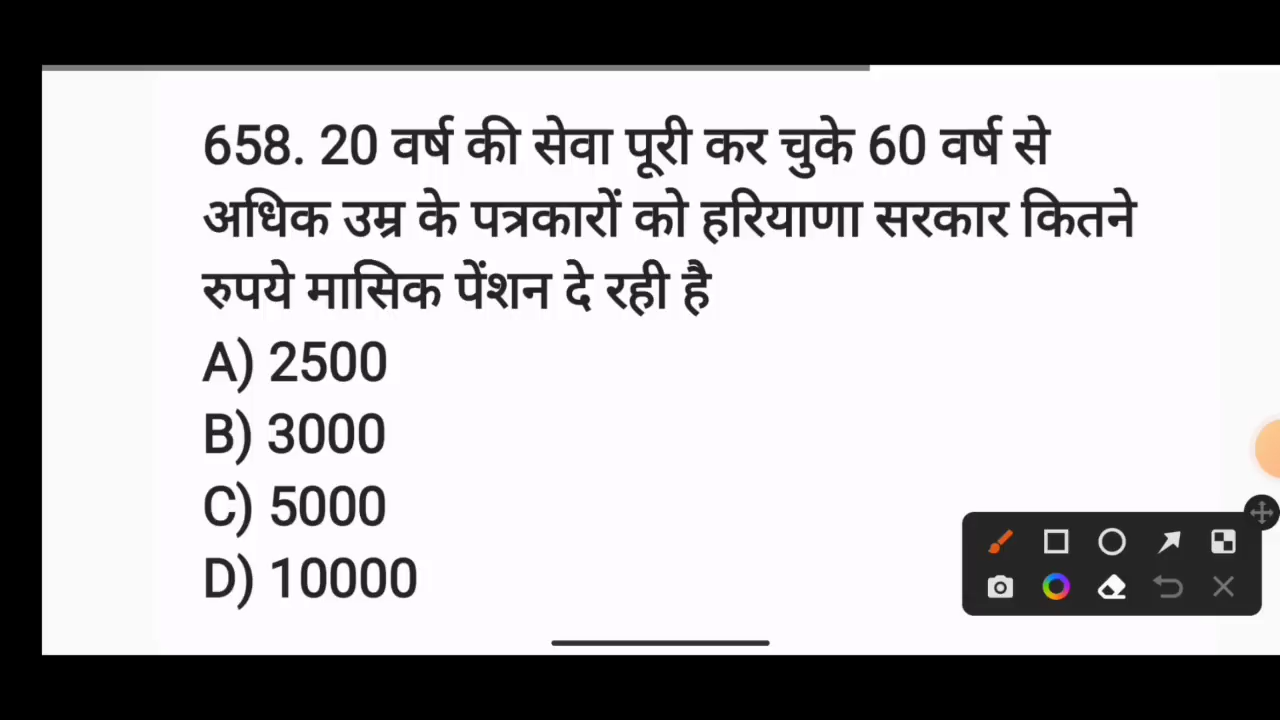 658. 20 वर्ष की सेवा पूरी कर चुके 60 वर्ष से
अधिक उम्र के पत्रकारों को हरियाणा सरकार कितने
रुपये मासिक पेंशन दे रही है
A) 2500
B) 3000
C) 5000
D) 10000